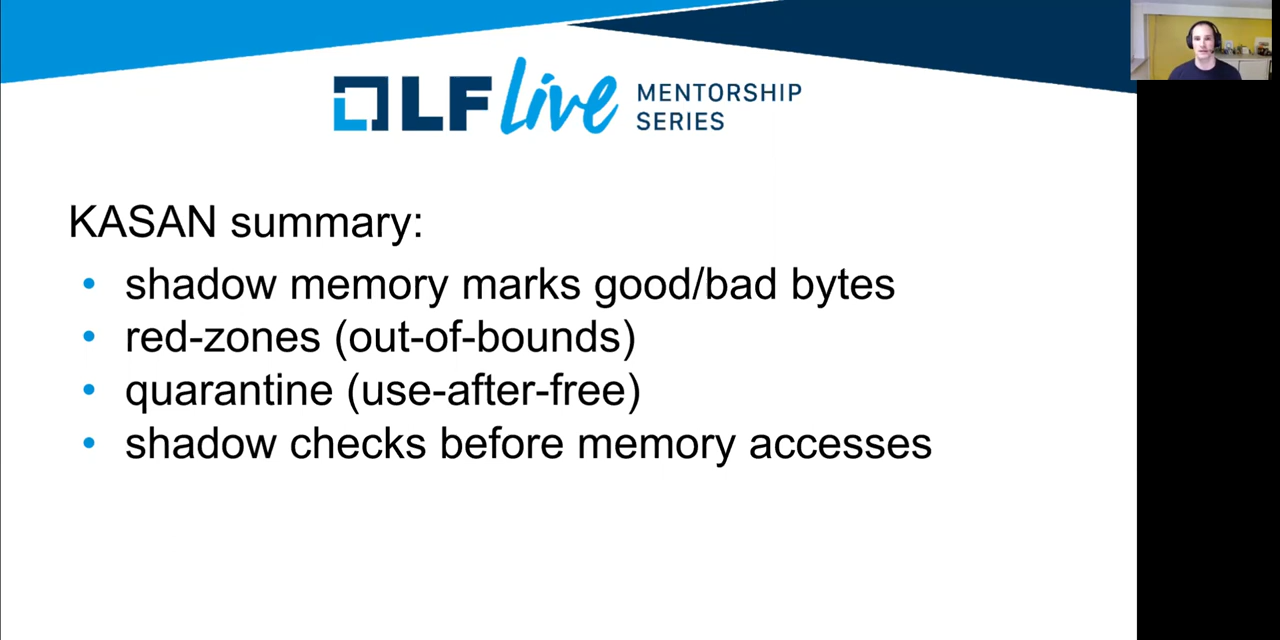 LF Live MENTORSHIP
SERIES
KASAN summary:
• shadow memory marks good/bad bytes
• red-zones (out-of-bounds)
• quarantine (use-after-free)
• shadow checks before memory accesses